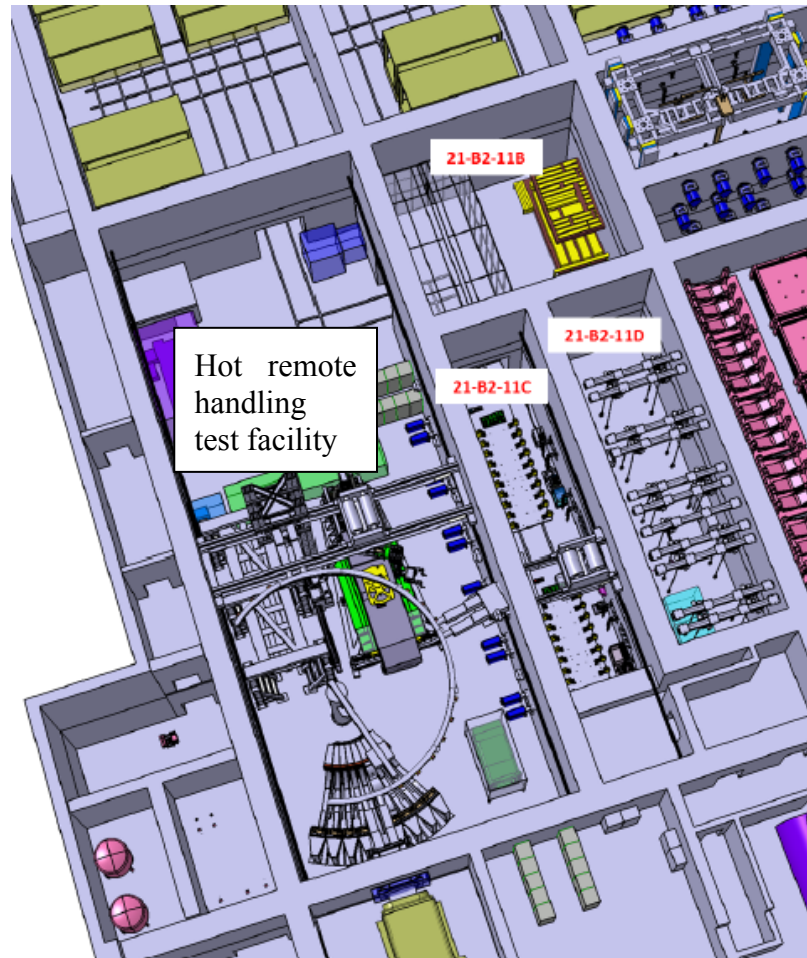 21-B2-11B
21-B2-11D
Hot remote
handling
test facility
21-B2-11C